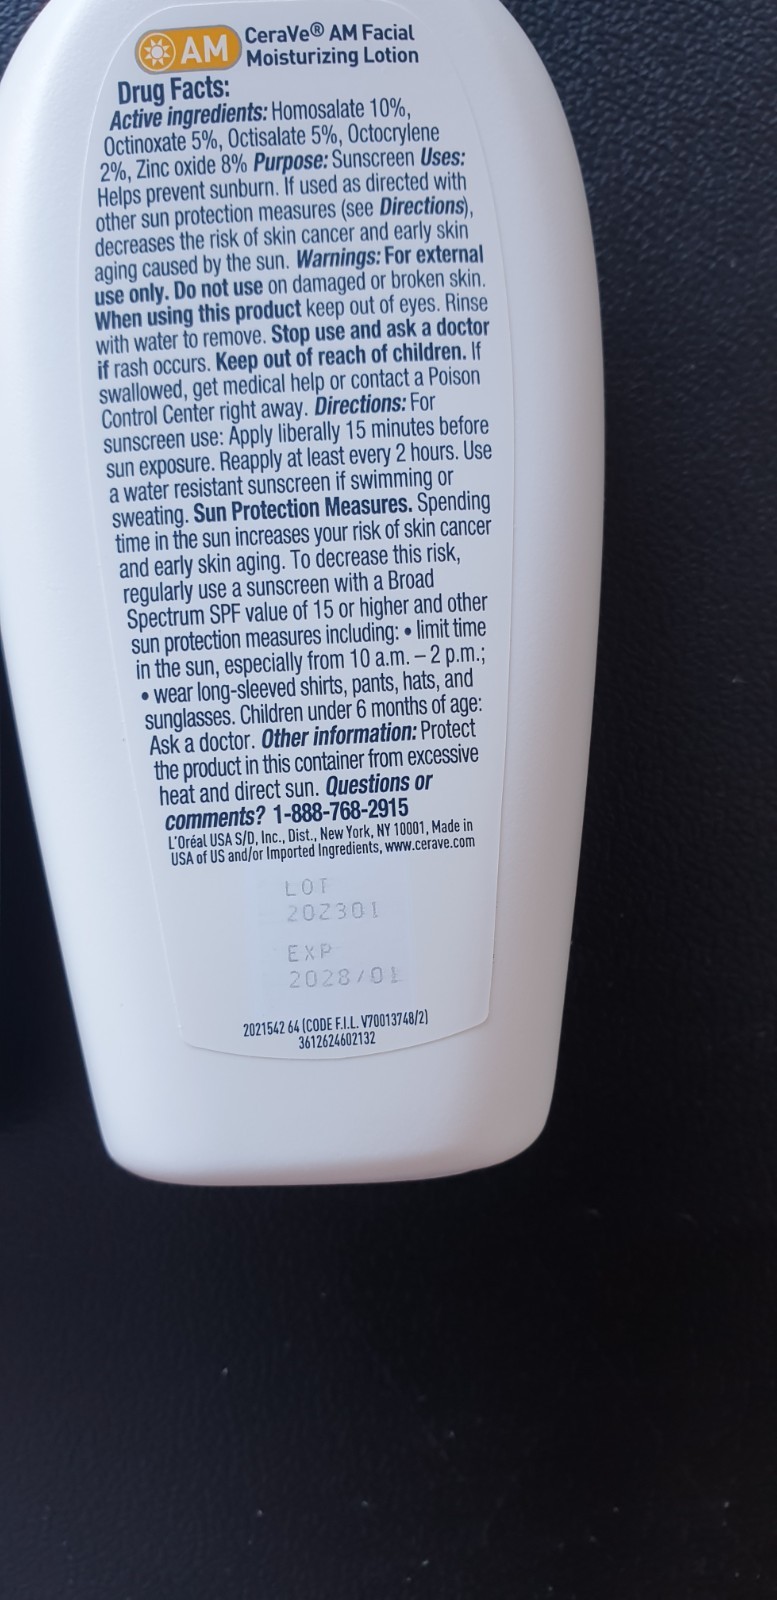 AM CeraVe® AM Facial
Moisturizing Lotion
Drug Facts:
Active ingredients: Homosalate 10%,
Octinoxate 5%, Octisalate 5%, Octocrylene
2%, Zinc oxide 8% Purpose: Sunscreen Uses:
Helps prevent sunburn. If used as directed with
other sun protection measures (see Directions),
decreases the risk of skin cancer and early skin
aging caused by the sun. Warnings: For external
use only. Do not use on damaged or broken skin.
When using this product keep out of eyes. Rinse
with water to remove. Stop use and ask a doctor
if rash occurs. Keep out of reach of children. If
swallowed, get medical help or contact a Poison
Control Center right away. Directions: For
sunscreen use: Apply liberally 15 minutes before
sun exposure. Reapply at least every 2 hours. Use
a water resistant sunscreen if swimming or
sweating. Sun Protection Measures. Spending
time in the sun increases your risk of skin cancer
and early skin aging. To decrease this risk,
regularly use a sunscreen with a Broad
Spectrum SPF value of 15 or higher and other
sun protection measures including: • limit time
in the sun, especially from 10 a.m. – 2 p.m.;
• wear long-sleeved shirts, pants, hats, and
sunglasses. Children under 6 months of age:
Ask a doctor. Other information: Protect
the product in this container from excessive
heat and direct sun. Questions or
comments? 1-888-768-2915
L'Oréal USA S/D, Inc., Dist., New York, NY 10001, Made in
USA of US and/or Imported Ingredients, www.cerave.com
LOT
202301
EXP
2028/01
2021542 64 (CODE F.I.L. V70013748/2)
3612624602132